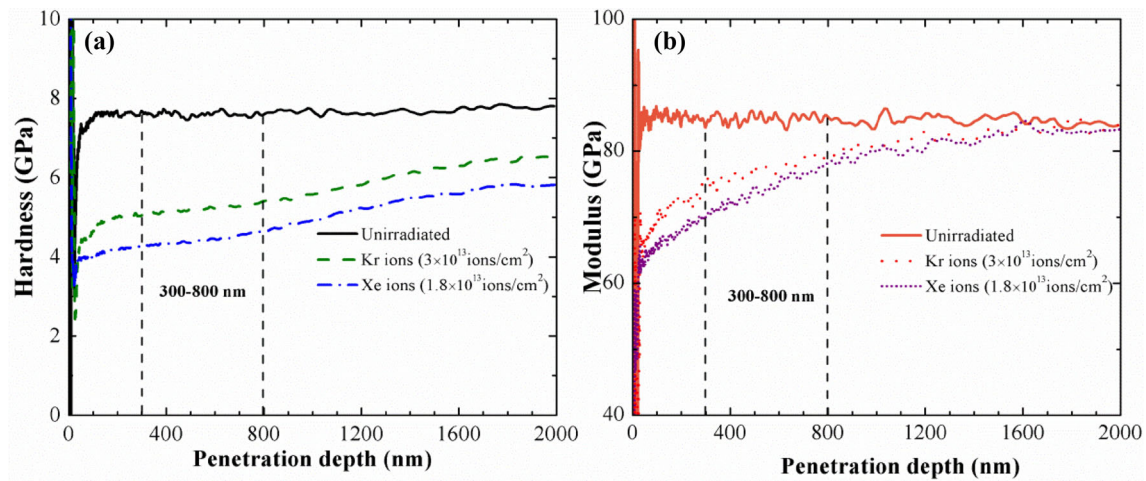 (a)
Hardness (GPa)
10
8
6
4
2
0
Unirradiated
Kr ions (3×10¹³ions/cm²)
Xe ions (1.8×10¹³ions/cm²)
300-800 nm
0 400 800 1200 1600 2000
Penetration depth (nm)
(b)
Modulus (GPa)
100
80
60
40
Unirradiated
Kr ions (3×10¹³ions/cm²)
Xe ions (1.8×10¹³ions/cm²)
300-800 nm
0 400 800 1200 1600 2000
Penetration depth (nm)